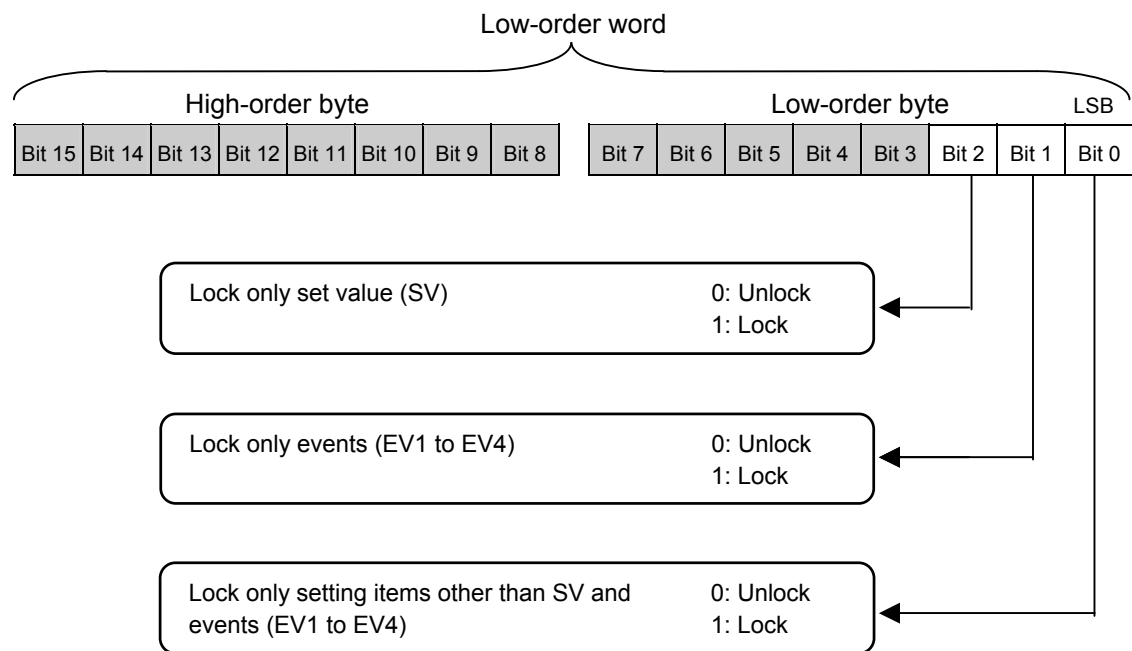 Low-order word
High-order byte Low-order byte LSB
Bit 15 Bit 14 Bit 13 Bit 12 Bit 11 Bit 10 Bit 9 Bit 8 Bit 7 Bit 6 Bit 5 Bit 4 Bit 3 Bit 2 Bit 1 Bit 0
Lock only set value (SV) 0: Unlock
1: Lock
Lock only events (EV1 to EV4) 0: Unlock
1: Lock
Lock only setting items other than SV and 0: Unlock
events (EV1 to EV4) 1: Lock